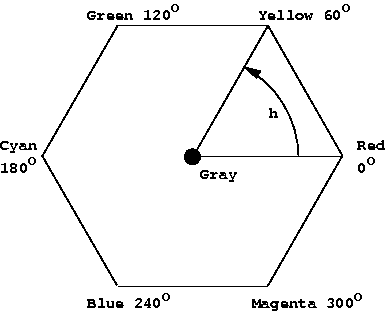 Green 120° Yellow 60°
h
Cyan
180°
Red
0°
Gray
Blue 240° Magenta 300°